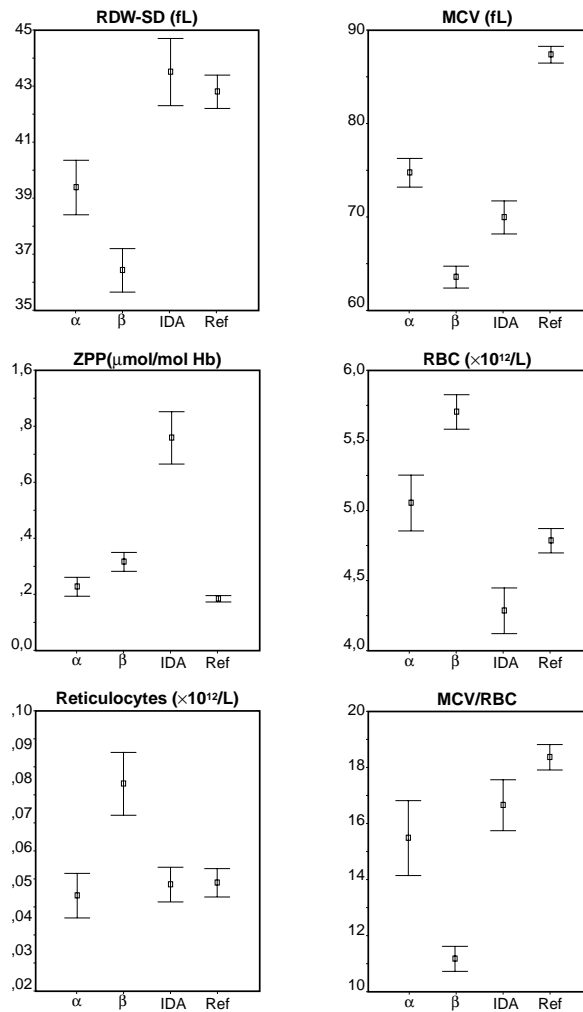 RDW-SD (fL)
45
43
41
39
37
35
α β IDA Ref
MCV (fL)
90
80
70
60
α β IDA Ref
ZPP(μmol/mol Hb)
1,6
,8
,4
,2
0,0
α β IDA Ref
RBC (×10¹²/L)
6,0
5,5
5,0
4,5
4,0
α β IDA Ref
Reticulocytes (×10¹²/L)
,10
,09
,08
,07
,05
,04
,03
,02
α β IDA Ref
MCV/RBC
20
18
16
14
12
10
α β IDA Ref